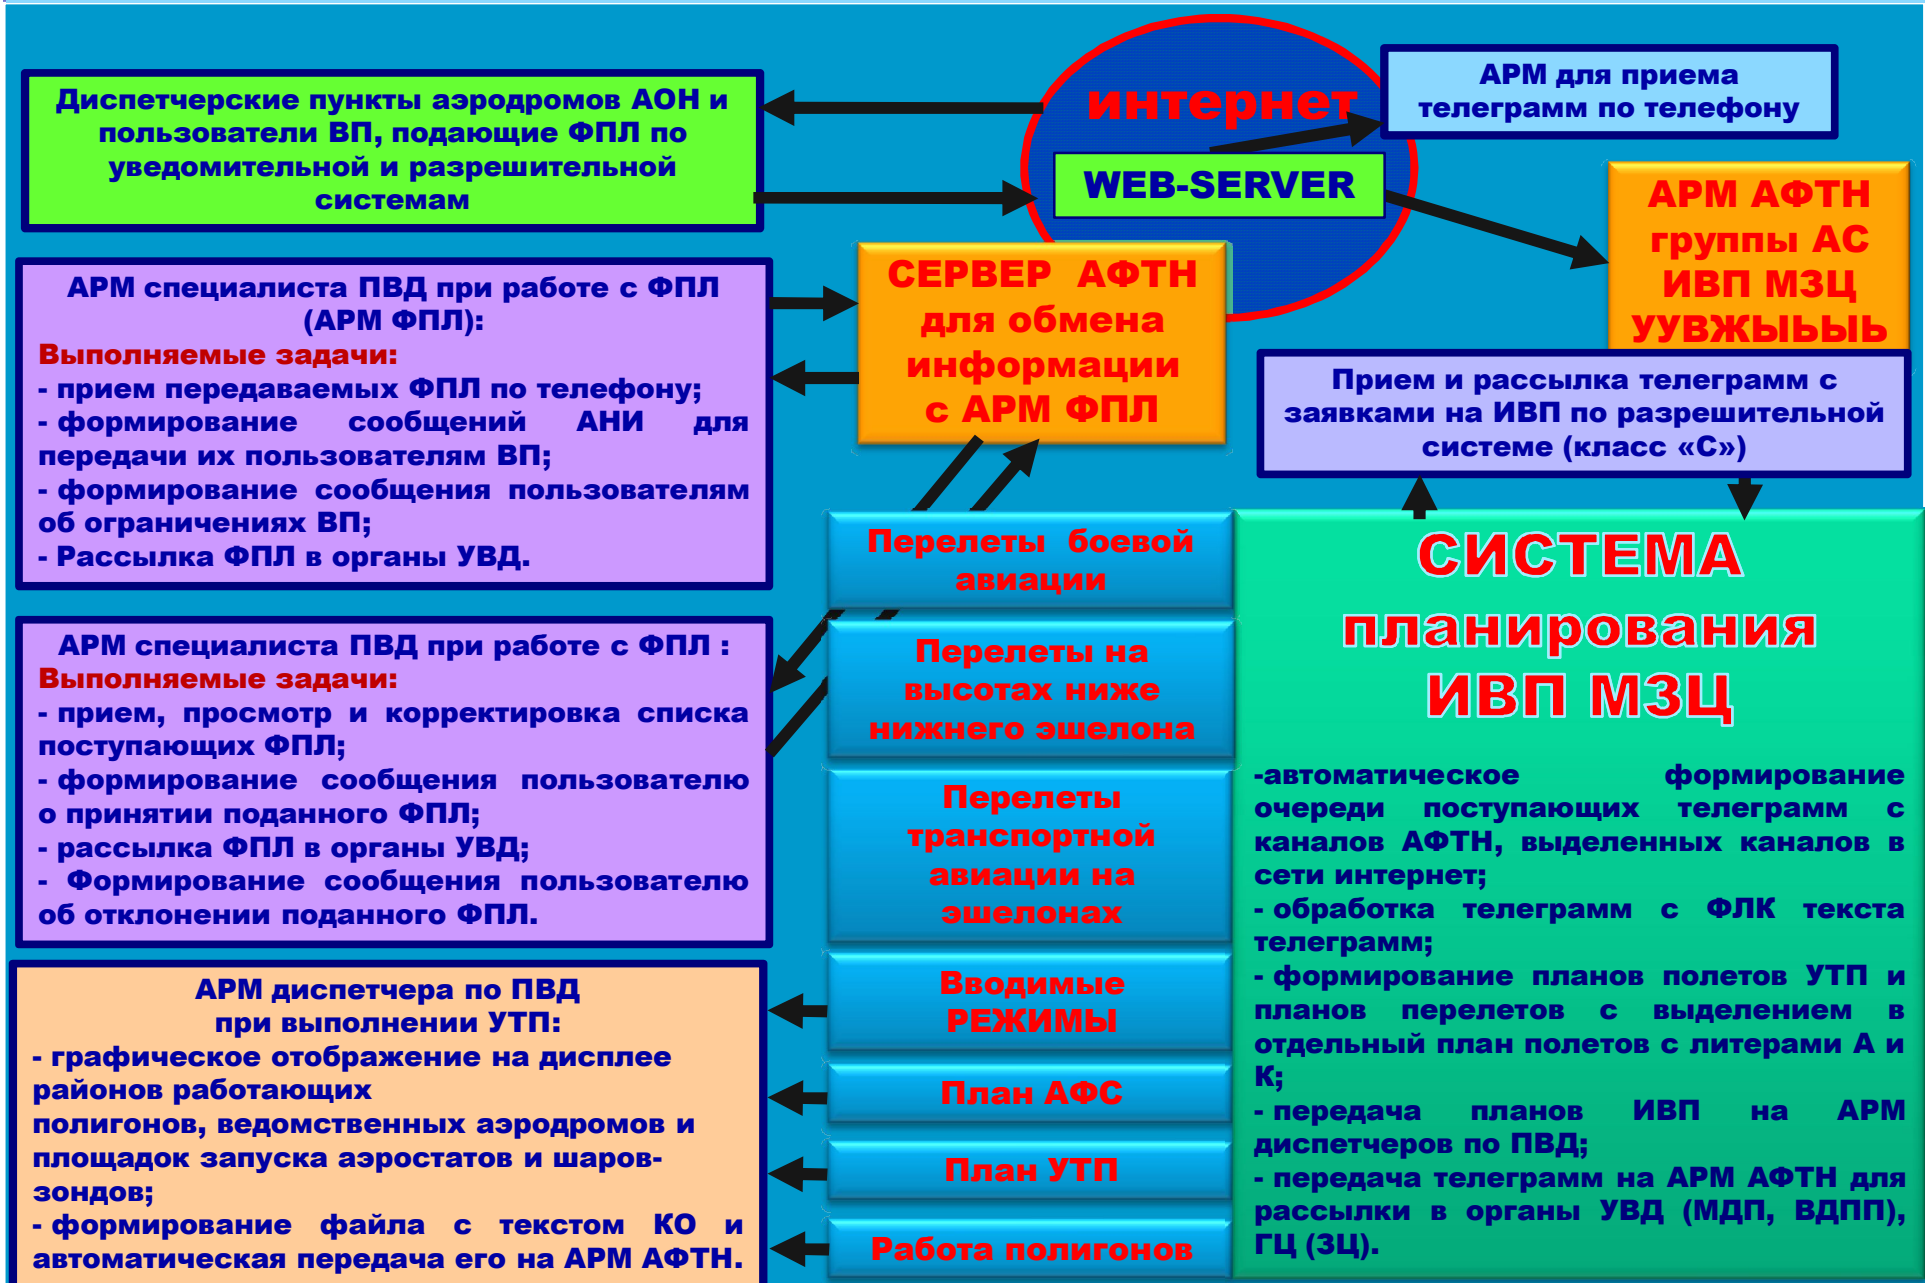 Диспетчерские пункты аэродромов АОН и
пользователи ВП, подающие ФПЛ по
уведомительной и разрешительной
системам
интернет
WEB-SERVER
АРМ для приема
телеграмм по телефону
АРМ АФТН
группы АС
ИВП МЗЦ
УУВЖЫЬЫЬ
АРМ специалиста ПВД при работе с ФПЛ
(АРМ ФПЛ):
Выполняемые задачи:
- прием передаваемых ФПЛ по телефону;
- формирование сообщений АНИ для
передачи их пользователям ВП;
- формирование сообщения пользователям
об ограничениях ВП;
- Рассылка ФПЛ в органы УВД.
СЕРВЕР АФТН
для обмена
информации
с АРМ ФПЛ
Прием и рассылка телеграмм с
заявками на ИВП по разрешительной
системе (класс «С»)
АРМ специалиста ПВД при работе с ФПЛ :
Выполняемые задачи:
- прием, просмотр и корректировка списка
поступающих ФПЛ;
- формирование сообщения пользователю
о принятии поданного ФПЛ;
- рассылка ФПЛ в органы УВД;
- Формирование сообщения пользователю
об отклонении поданного ФПЛ.
АРМ диспетчера по ПВД
при выполнении УТП:
- графическое отображение на дисплее
районов работающих
полигонов, ведомственных аэродромов и
площадок запуска аэростатов и шаров-
зондов;
- формирование файла с текстом КО и
автоматическая передача его на АРМ АФТН.
Перелеты боевой
авиации
Перелеты на
высотах ниже
нижнего эшелона
Перелеты
транспортной
авиации на
эшелонах
Вводимые
РЕЖИМЫ
План АФС
План УТП
Работа полигонов
СИСТЕМА
планирования
ИВП МЗЦ
-автоматическое формирование
очереди поступающих телеграмм с
каналов АФТН, выделенных каналов в
сети интернет;
- обработка телеграмм с ФЛК текста
телеграмм;
- формирование планов полетов УТП и
планов перелетов с выделением в
отдельный план полетов с литерами А и
К;
- передача планов ИВП на АРМ
диспетчеров по ПВД;
- передача телеграмм на АРМ АФТН для
рассылки в органы УВД (МДП, ВДПП),
ГЦ (ЗЦ).